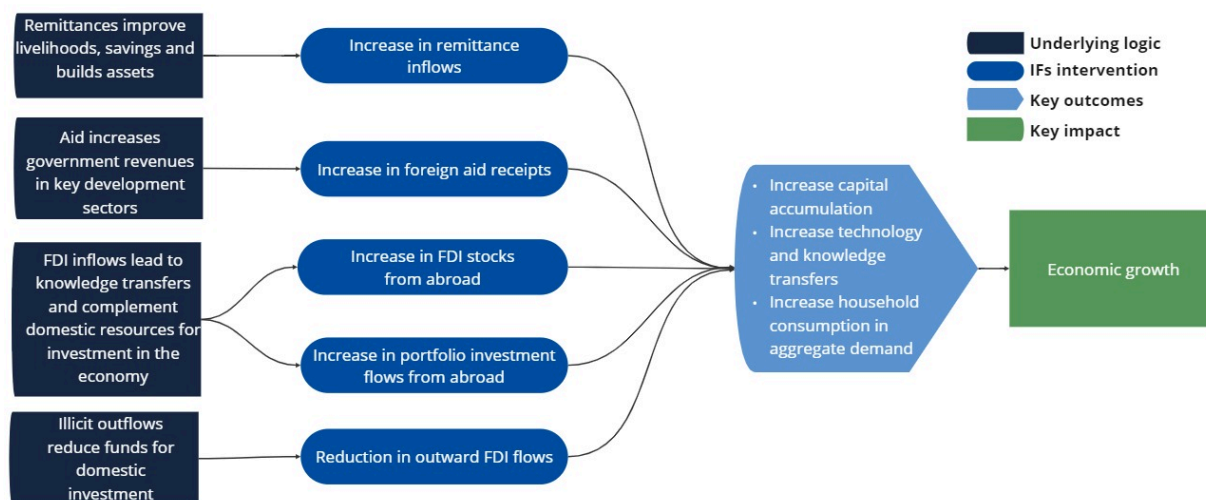 Remittances improve
livelihoods, savings and
builds assets
Increase in remittance
inflows
Underlying logic
IFs intervention
Key outcomes
Key impact
Aid increases
government revenues
in key development
sectors
Increase in foreign aid receipts
FDI inflows lead to
knowledge transfers
and complement
domestic resources for
investment in the
economy
Increase in FDI stocks
from abroad
Increase in portfolio investment
flows from abroad
Illicit outflows
reduce funds for
domestic
investment
Reduction in outward FDI flows
• Increase capital
accumulation
• Increase technology
and knowledge
transfers
• Increase household
consumption in
aggregate demand
Economic growth